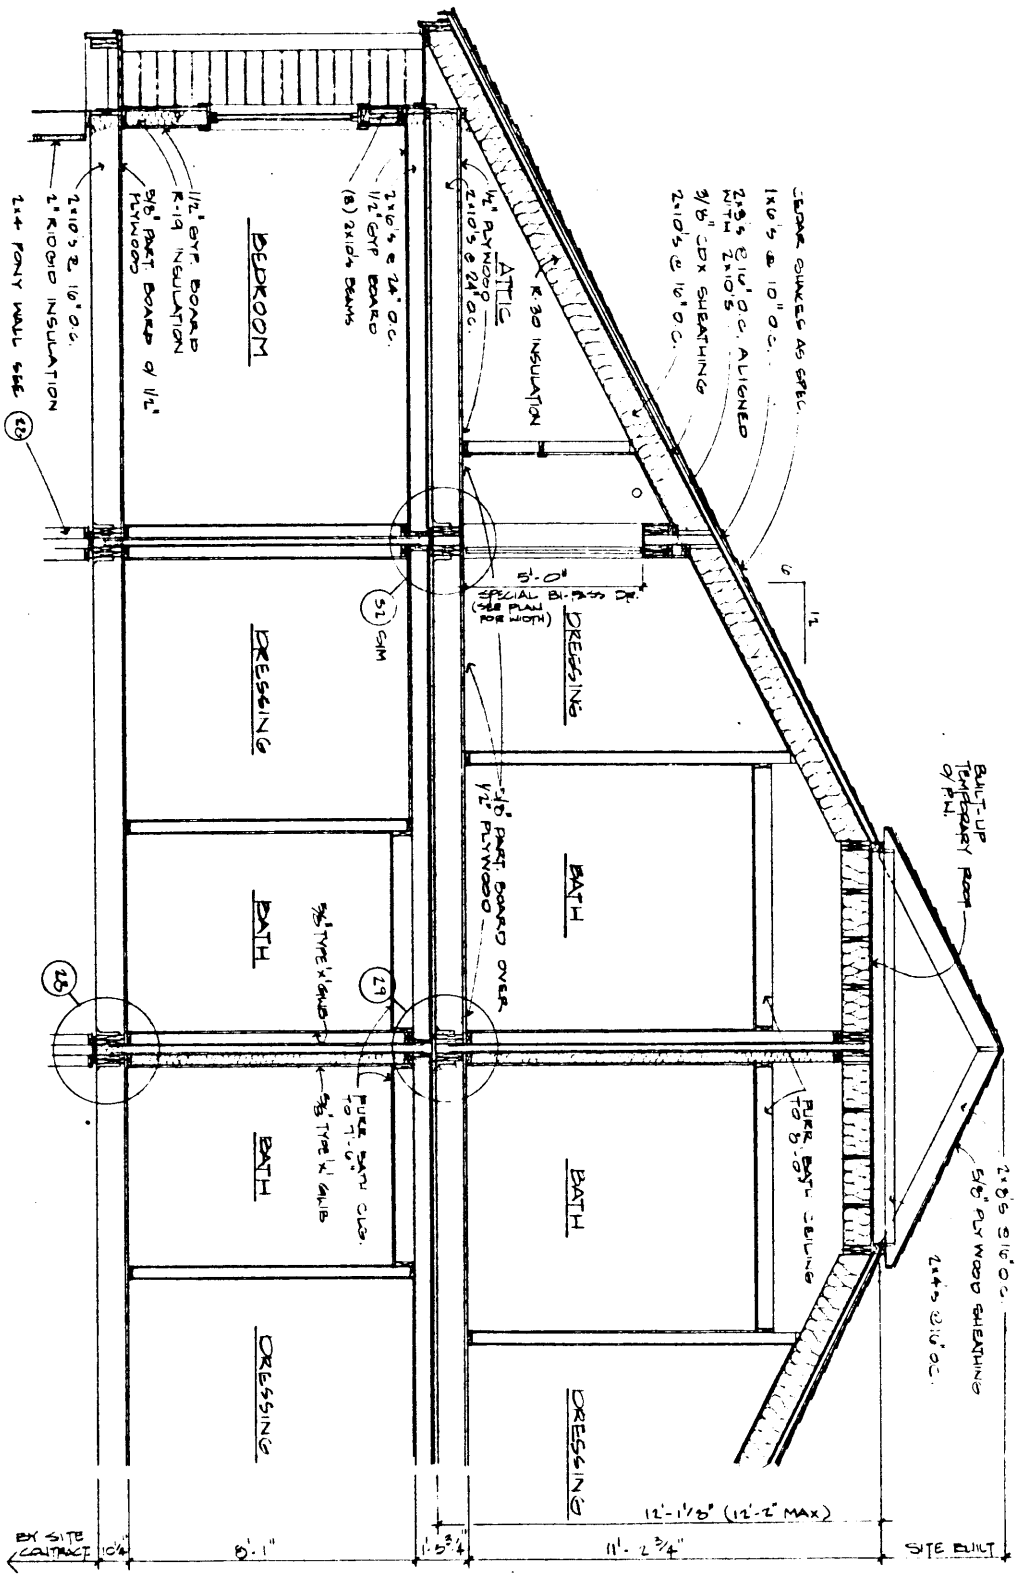 CEDAR SHAKES AS SPEC.
1x6'S @ 10" O.C.
2x3'S @ 16" O.C. ALIGNED
WITH 2x10'S
3/8" CDX SHEATHING
2x10'S @ 16" O.C.
R-30 INSULATION
ATTIC
1/2" PLYWOOD
2x10'S @ 24" O.C.
2x6'S @ 24" O.C.
1/2" GYP. BOARD
2x10'S BEAMS
BEDROOM
1/2" GYP. BOARD
R-19 INSULATION
5/8" PART. BOARD O/ 1/2"
PLYWOOD
2x10'S @ 16" O.C.
2" RIGID INSULATION
2x4 PONY WALL SEE
6
12
5'-0"
SPECIAL BI-PASS DR.
(SEE PLAN
FOR WIDTH)
DRESSING
SIM
DRESSING
BUILT-UP
TEMPORARY ROOF
O/ P.W.
5/8" PART. BOARD OVER
1/2" PLYWOOD
BATH
BATH
5/8" TYPE 'X' GWB
29
28
BATH
FURR BATH CEILING
TO 8'-0"
FURR BATH CLG.
TO 7'-6"
5/8" TYPE 'X' GWB
BATH
2x8'S @ 16" O.C.
5/8" PLYWOOD SHEATHING
2x4'S @ 16" O.C.
DRESSING
DRESSING
12'-1 1/8" (12'-2" MAX)
SITE BUILT
11'-2 3/4"
1'-5 3/4"
8'-1"
10 1/4
BY SITE
CONTRACT